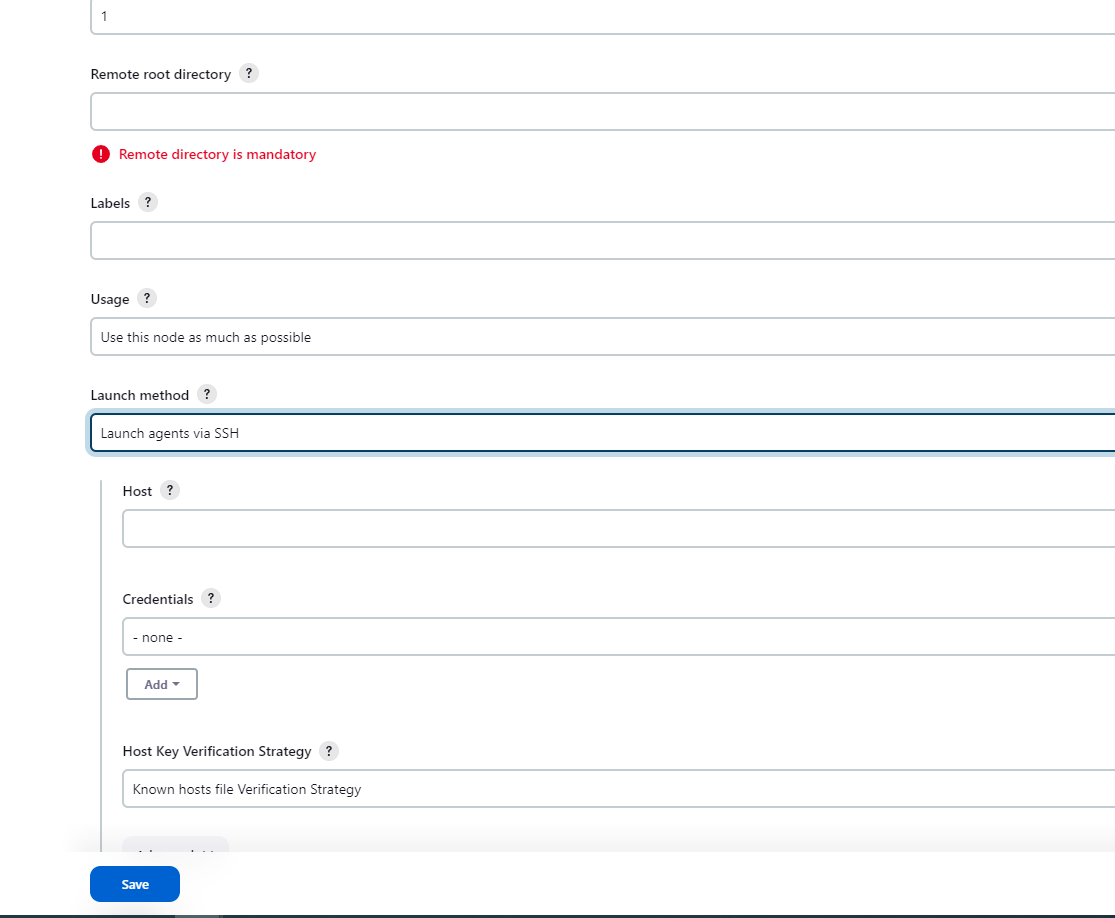 1
Remote root directory ?
! Remote directory is mandatory
Labels ?
Usage ?
Use this node as much as possible
Launch method ?
Launch agents via SSH
Host ?
Credentials ?
- none -
Add
Host Key Verification Strategy ?
Known hosts file Verification Strategy
Save